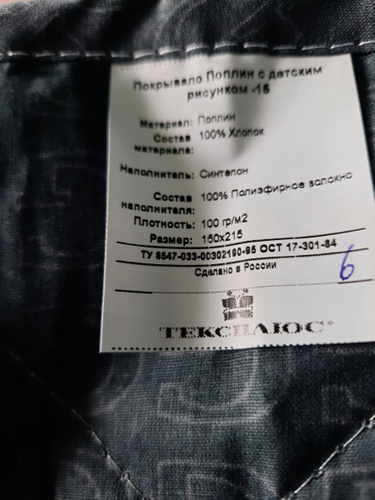 Покрывало Поплин с детским
рисунком -15
Материал: Поплин
Состав 100% Хлопок
материала:
Наполнитель: Синтепон
Состав 100% Полиэфирное волокно
наполнителя:
Плотность: 100 гр/м2
Размер: 150х215
ТУ 8547-033-00302190-95 ОСТ 17-301-84
Сделано в России
6
ТЕКСПЛЮС